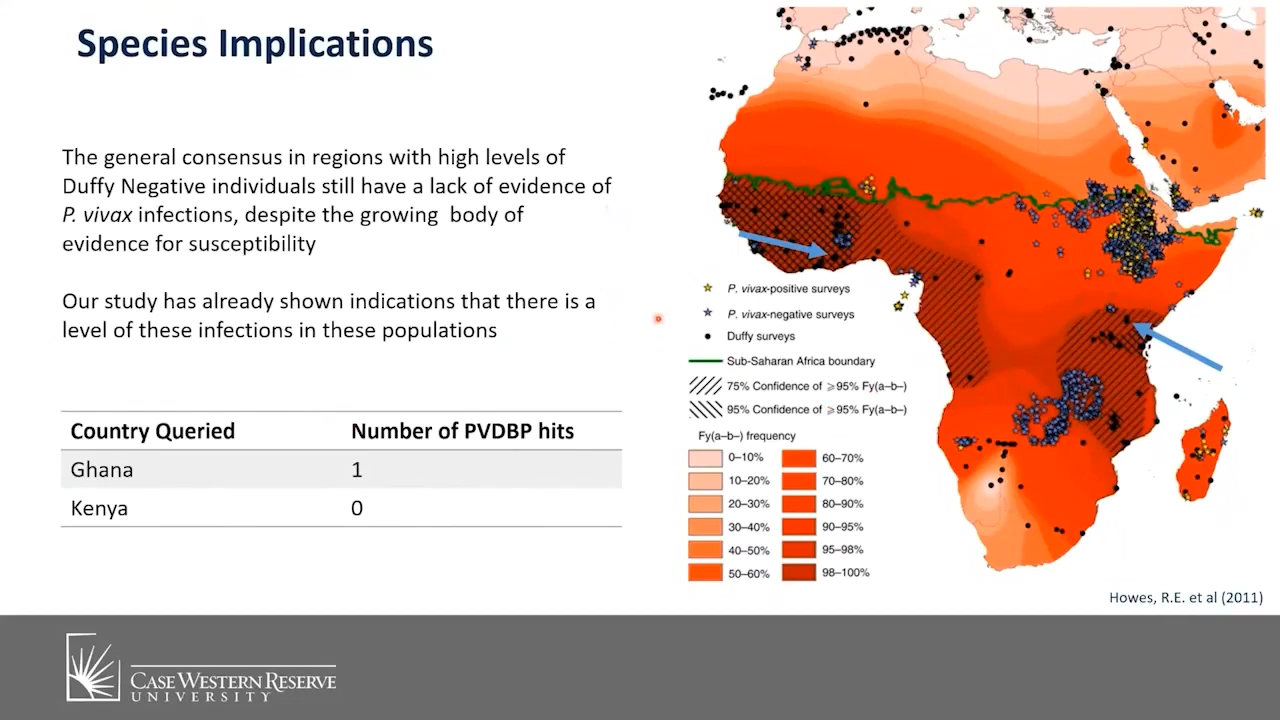 Species Implications
The general consensus in regions with high levels of
Duffy Negative individuals still have a lack of evidence of
P. vivax infections, despite the growing body of
evidence for susceptibility
Our study has already shown indications that there is a
level of these infections in these populations
Country Queried Number of PVDBP hits
Ghana 1
Kenya 0
P. vivax-positive surveys
P. vivax-negative surveys
Duffy surveys
Sub-Saharan Africa boundary
75% Confidence of ⩾95% Fy(a–b–)
95% Confidence of ⩾95% Fy(a–b–)
Fy(a–b–) frequency
0–10% 60–70%
10–20% 70–80%
20–30% 80–90%
30–40% 90–95%
40–50% 95–98%
50–60% 98–100%
Howes, R.E. et al (2011)
CASE WESTERN RESERVE
UNIVERSITY